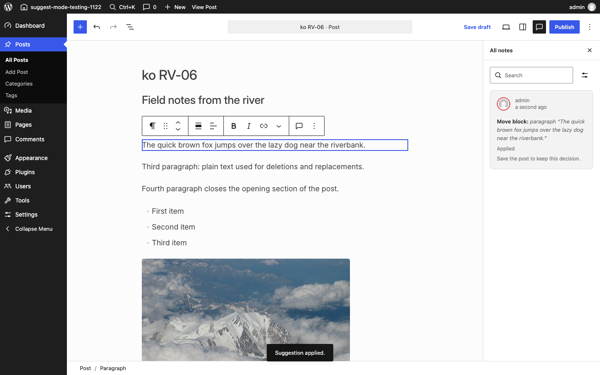 suggest-mode-testing-1122 Ctrl+K 0 New View Post admin
Dashboard
Posts
All Posts
Add Post
Categories
Tags
Media
Pages
Comments
Appearance
Plugins
Users
Tools
Settings
Collapse Menu
ko RV-06 · Post
Save draft
Publish
ko RV-06
Field notes from the river
B I
The quick brown fox jumps over the lazy dog near the riverbank.
Third paragraph: plain text used for deletions and replacements.
Fourth paragraph closes the opening section of the post.
· First item
· Second item
· Third item
Suggestion applied.
Post / Paragraph
All notes
Search
admin
a second ago
Move block: paragraph "The quick
brown fox jumps over the lazy dog
near the riverbank."
Applied
Save the post to keep this decision.